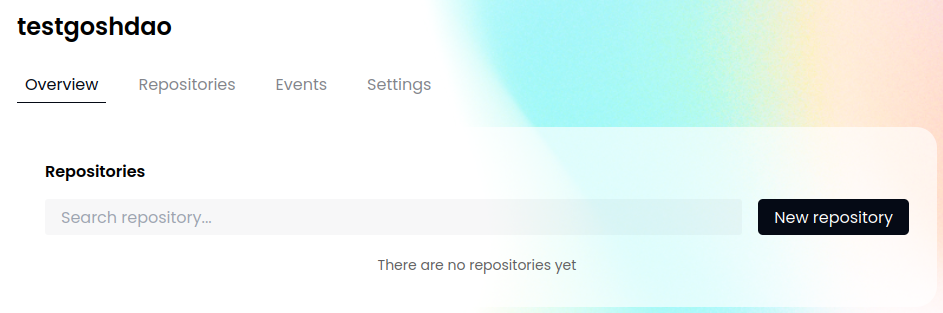 testgoshdao
Overview Repositories Events Settings
Repositories
Search repository... New repository
There are no repositories yet